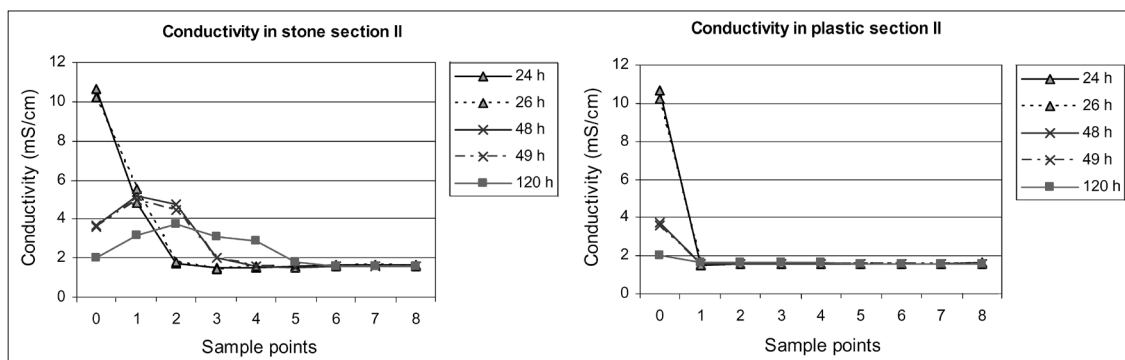 Conductivity in stone section II
Conductivity (mS/cm)
12
10
8
6
4
2
0
0 1 2 3 4 5 6 7 8
Sample points
24 h
26 h
48 h
49 h
120 h
Conductivity in plastic section II
Conductivity (mS/cm)
12
10
8
6
4
2
0
0 1 2 3 4 5 6 7 8
Sample points
24 h
26 h
48 h
49 h
120 h